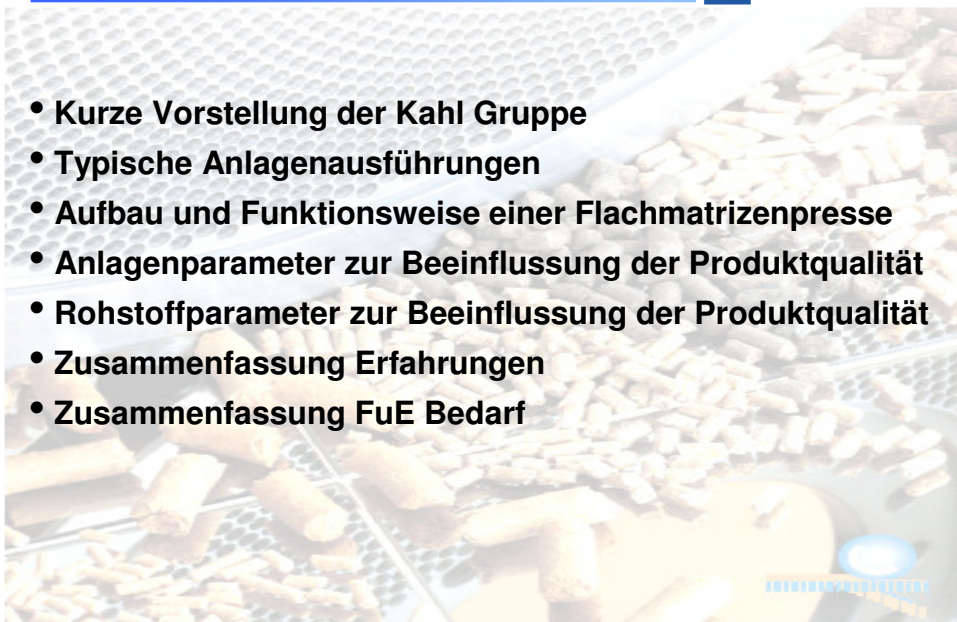 • Kurze Vorstellung der Kahl Gruppe
• Typische Anlagenausführungen
• Aufbau und Funktionsweise einer Flachmatrizenpresse
• Anlagenparameter zur Beeinflussung der Produktqualität
• Rohstoffparameter zur Beeinflussung der Produktqualität
• Zusammenfassung Erfahrungen
• Zusammenfassung FuE Bedarf